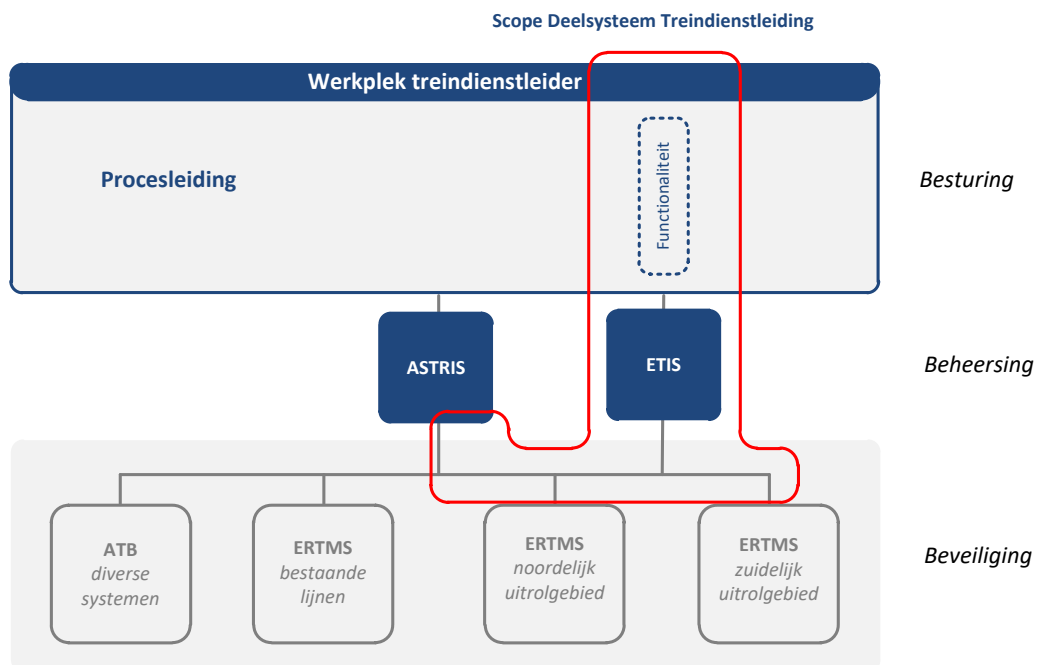 Scope Deelsysteem Treindienstleiding
Werkplek treindienstleider
Procesleiding
Functionaliteit
Besturing
ASTRIS
ETIS
Beheersing
ATB
diverse
systemen
ERTMS
bestaande
lijnen
ERTMS
noordelijk
uitrolgebied
ERTMS
zuidelijk
uitrolgebied
Beveiliging